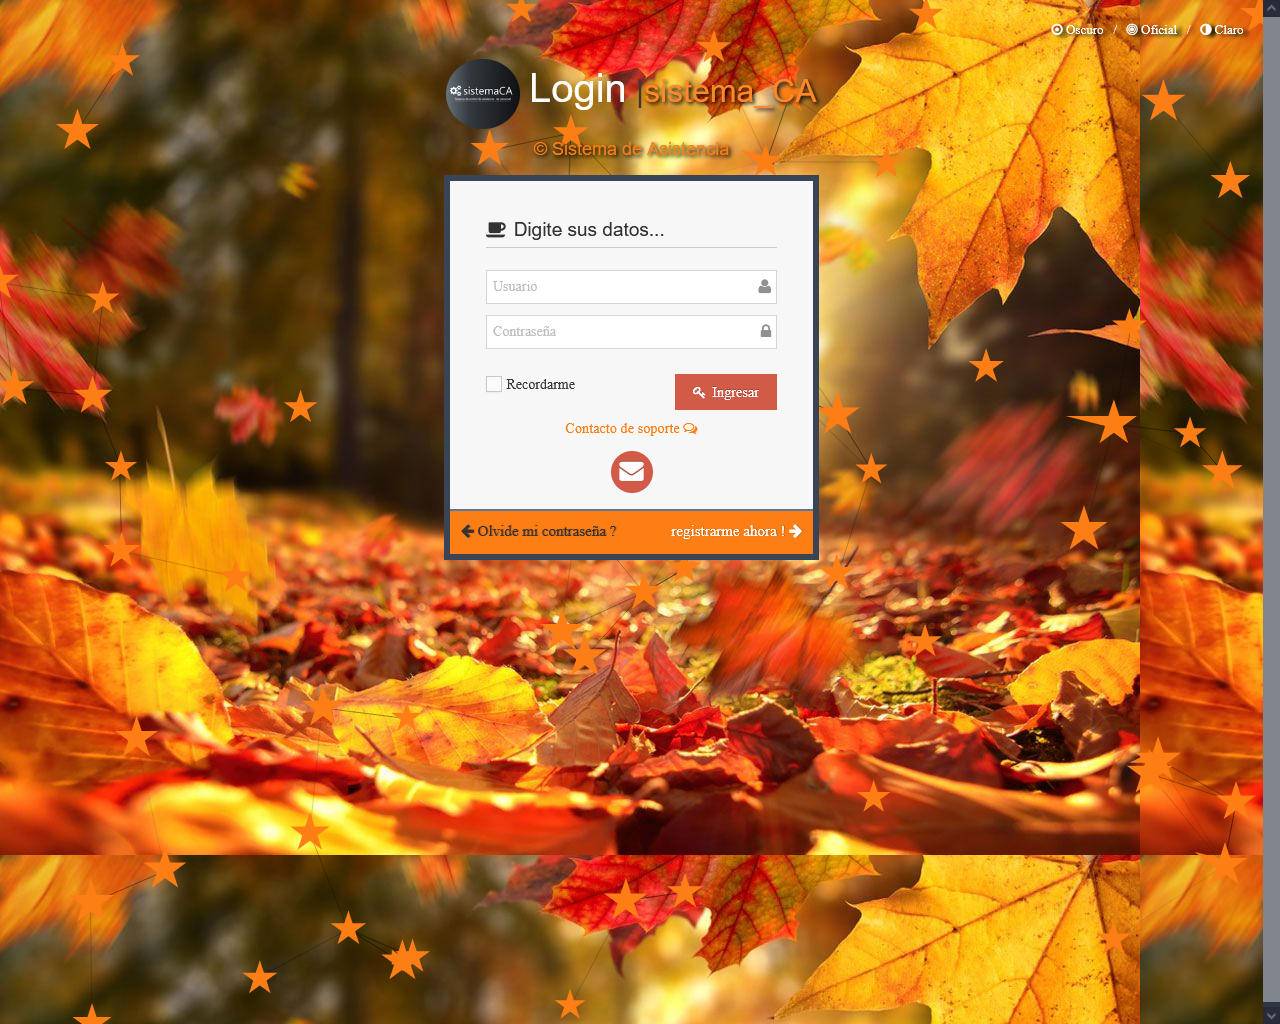 Oscuro / Oficial / Claro
sistemaCA
Login |sistema_CA
© Sistema de Asistencia
Digite sus datos...
Usuario
Contraseña
Recordarme
Ingresar
Contacto de soporte
Olvide mi contraseña ?
registrarme ahora !